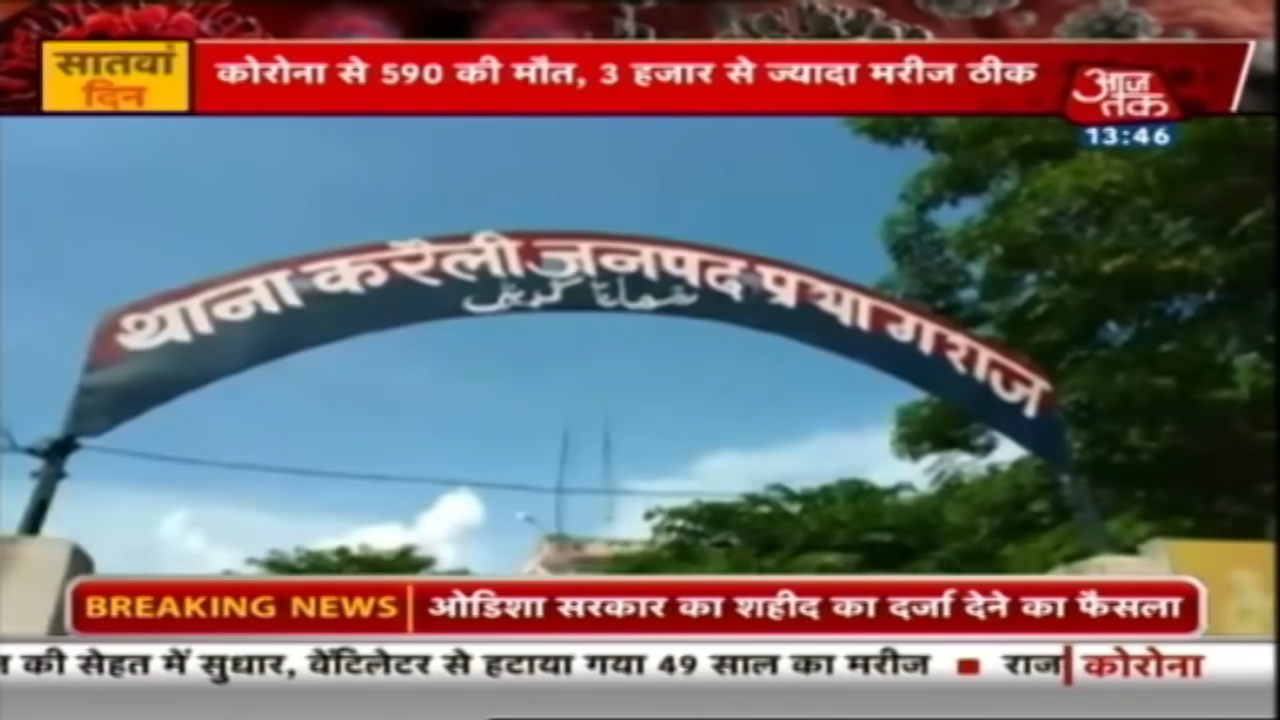 सातवां
दिन
कोरोना से 590 की मौत, 3 हजार से ज्यादा मरीज ठीक
आज
तक
13:46
थाना करेली जनपद प्रयागराज
BREAKING NEWS ओडिशा सरकार का शहीद का दर्जा देने का फैसला
की सेहत में सुधार, वेंटिलेटर से हटाया गया 49 साल का मरीज ■ राज
कोरोना